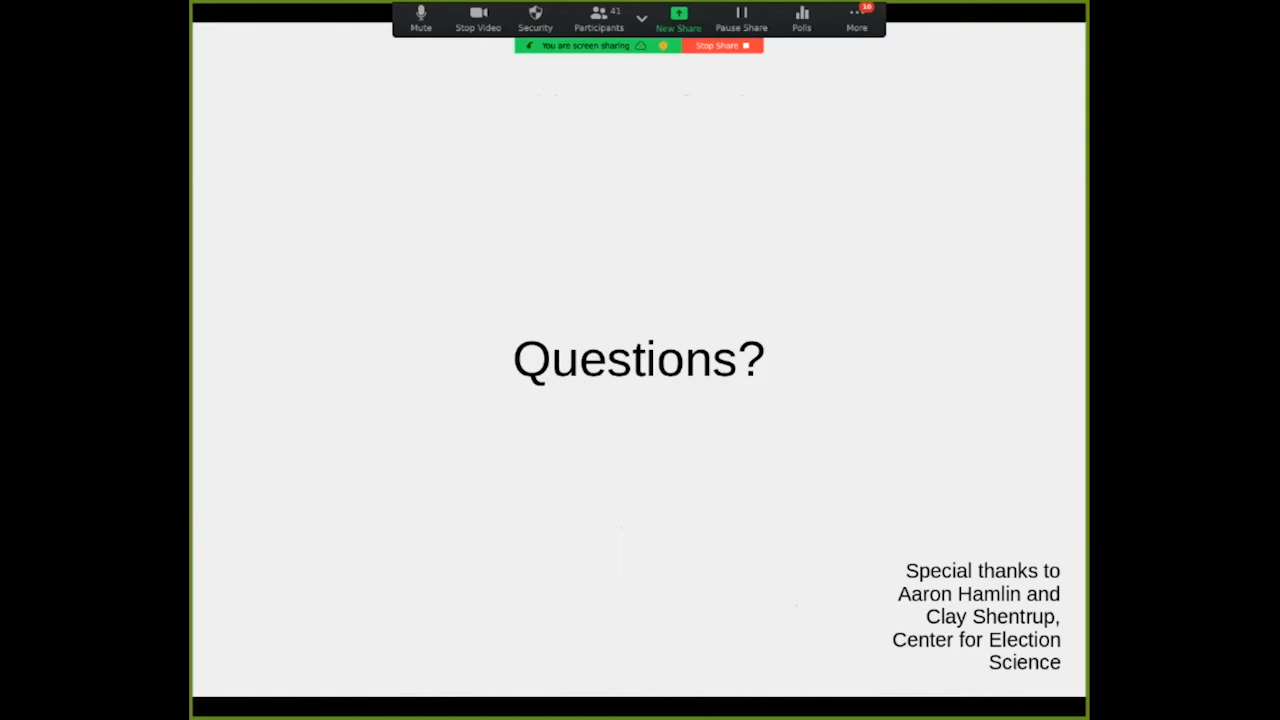 Mute Stop Video Security Participants 41 New Share Pause Share Polls More 10
You are screen sharing Stop Share
Questions?
Special thanks to
Aaron Hamlin and
Clay Shentrup,
Center for Election
Science